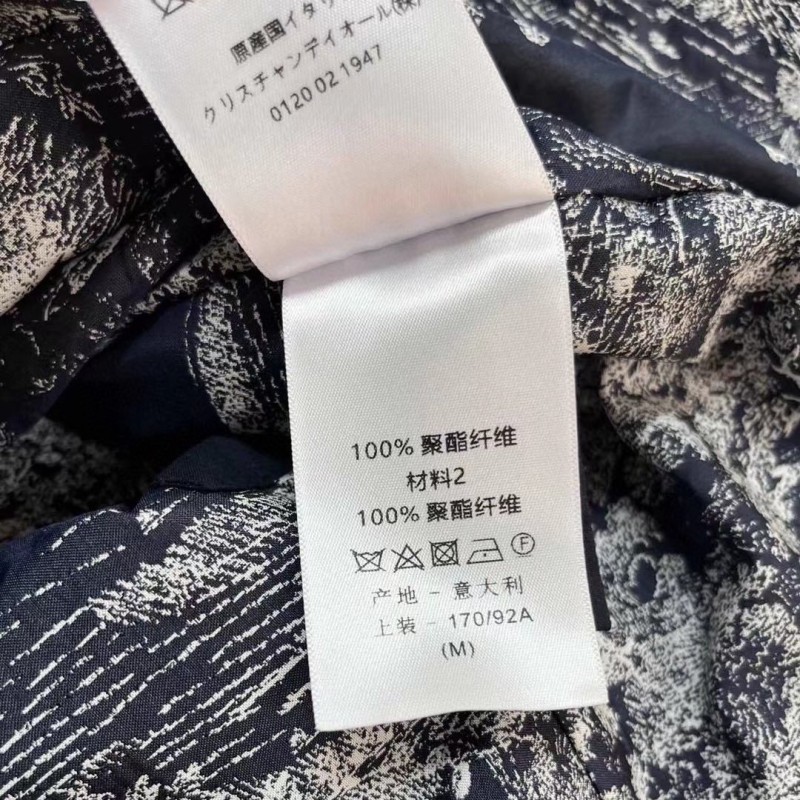 原産国イタリ
クリスチャンディオール(株)
0120 02 1947
100% 聚酯纤维
材料2
100% 聚酯纤维
F
产地 - 意大利
上装 - 170/92A
(M)